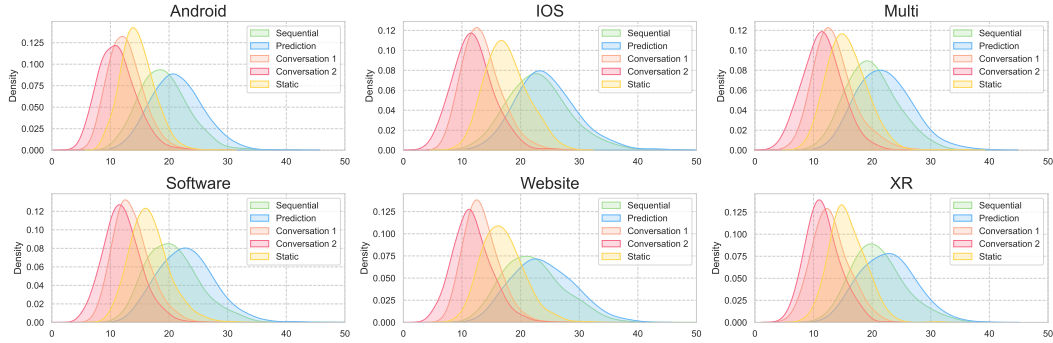 Android
Density
0.125
0.100
0.075
0.050
0.025
0.000
0 10 20 30 40 50
Sequential
Prediction
Conversation 1
Conversation 2
Static
IOS
Density
0.12
0.10
0.08
0.06
0.04
0.02
0.00
0 10 20 30 40 50
Sequential
Prediction
Conversation 1
Conversation 2
Static
Multi
Density
0.12
0.10
0.08
0.06
0.04
0.02
0.00
0 10 20 30 40 50
Sequential
Prediction
Conversation 1
Conversation 2
Static
Software
Density
0.12
0.10
0.08
0.06
0.04
0.02
0.00
0 10 20 30 40 50
Sequential
Prediction
Conversation 1
Conversation 2
Static
Website
Density
0.125
0.100
0.075
0.050
0.025
0.000
0 10 20 30 40 50
Sequential
Prediction
Conversation 1
Conversation 2
Static
XR
Density
0.125
0.100
0.075
0.050
0.025
0.000
0 10 20 30 40 50
Sequential
Prediction
Conversation 1
Conversation 2
Static